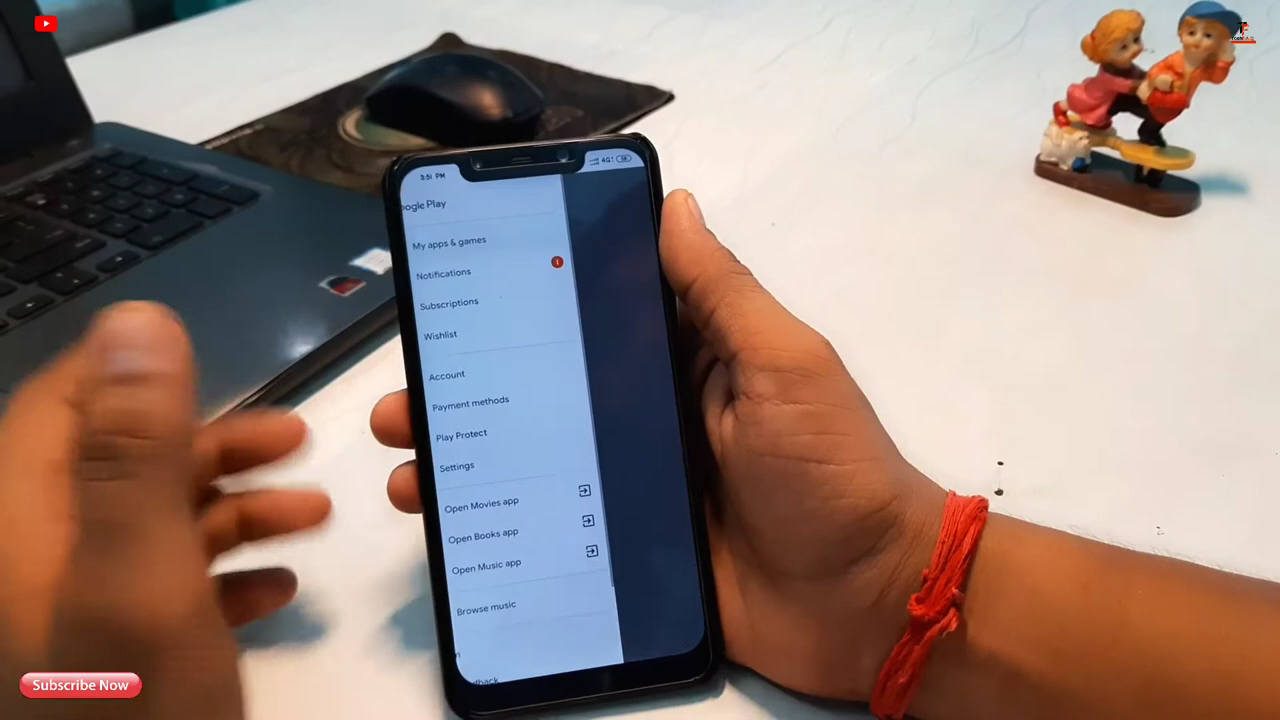 3:51 PM
4G
oogle Play
My apps & games
Notifications
Subscriptions
Wishlist
Account
Payment methods
Play Protect
Settings
Open Movies app
Open Books app
Open Music app
Browse music
dback
Subscribe Now